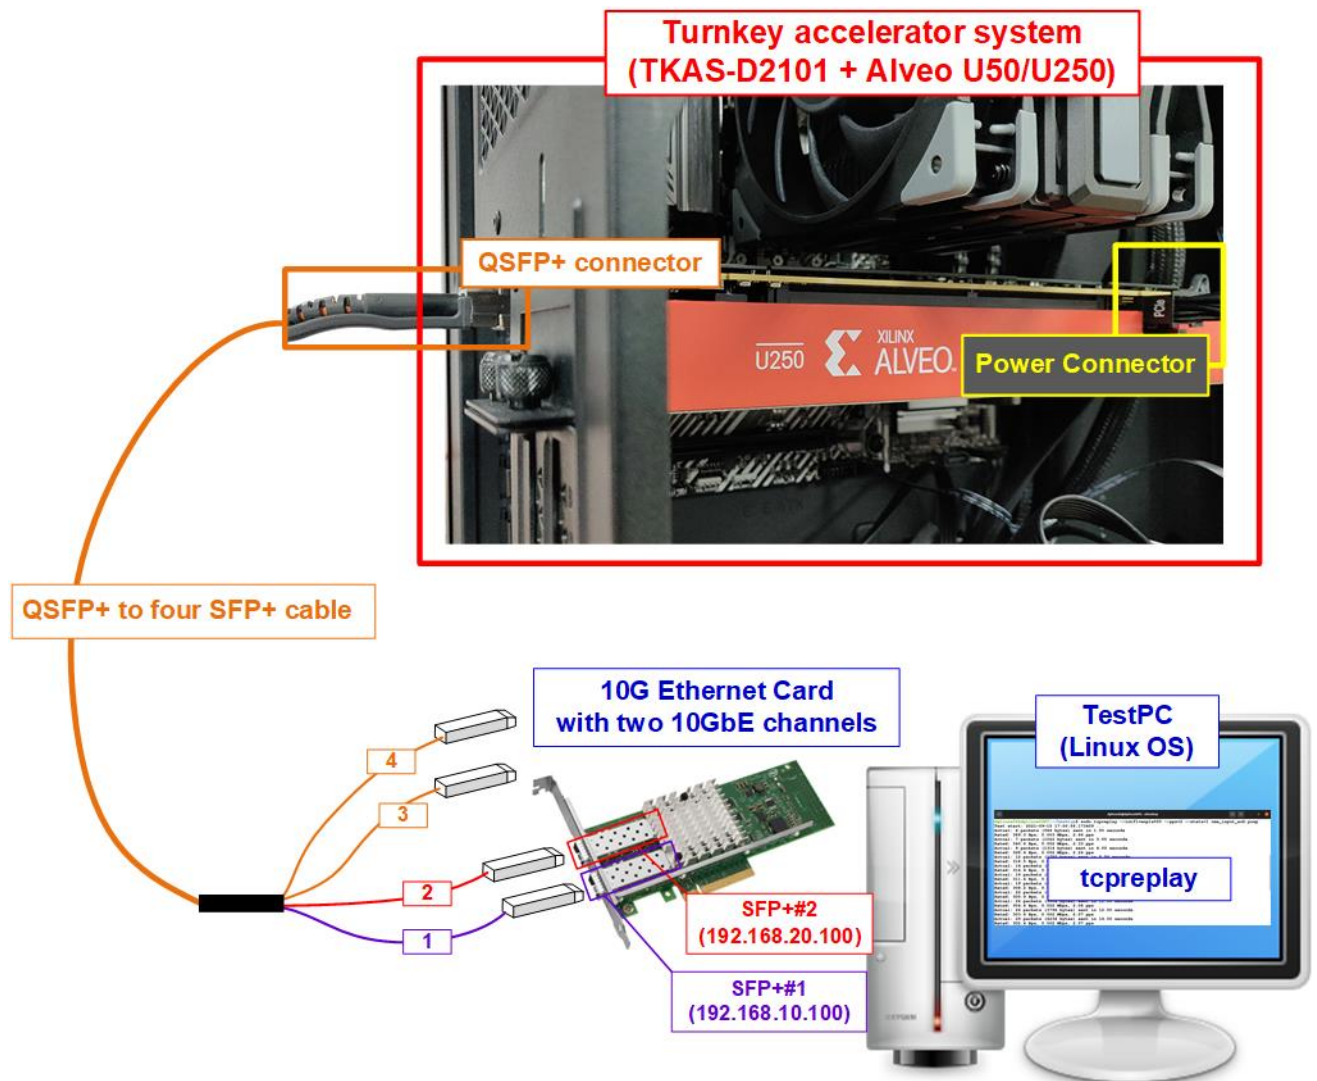 Turnkey accelerator system
(TKAS-D2101 + Alveo U50/U250)
QSFP+ connector
PCIe
XILINX
U250
ALVEO.
Power Connector
QSFP+ to four SFP+ cable
10G Ethernet Card
with two 10GbE channels
TestPC
(Linux OS)
4
3
2
1
tcpreplay
SFP+#2
(192.168.20.100)
SFP+#1
(192.168.10.100)